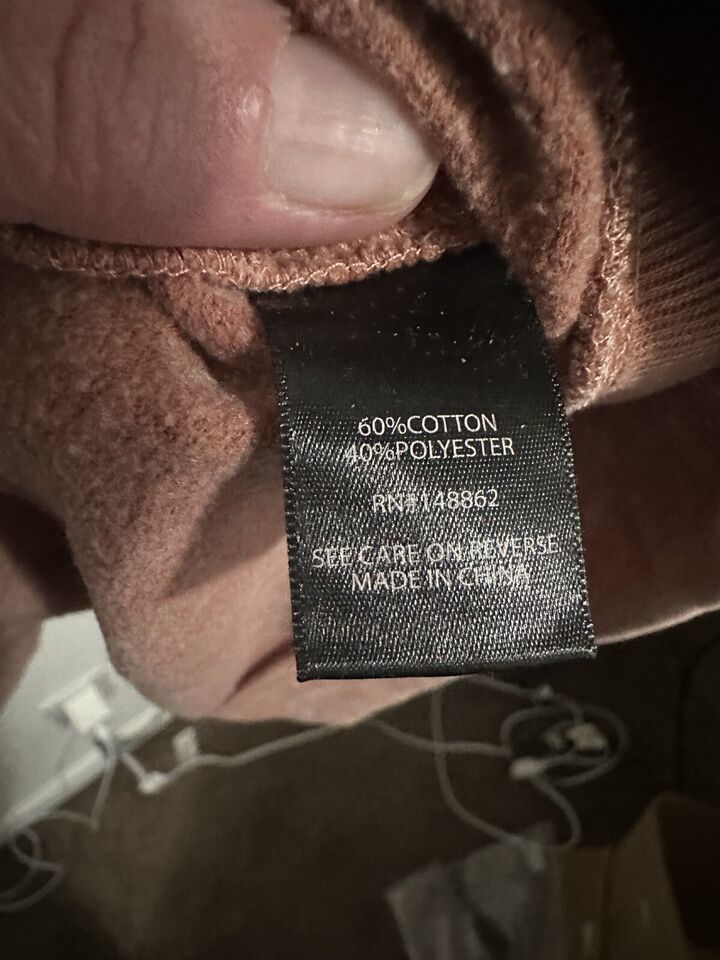 60%COTTON
40%POLYESTER
RN#148862
SEE CARE ON REVERSE
MADE IN CHINA